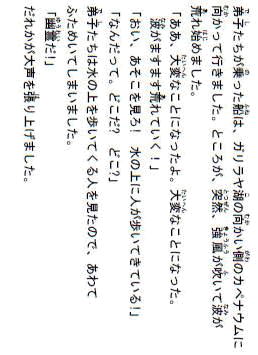 弟子たちが乗った船は、ガリラヤ湖の向かい側のカペナウムに
向かって行きました。ところが、突然、強風が吹いて波が
荒れ始めました。
「ああ、大変なことになったよ。大変なことになった。
波がますます荒れていく!」
「おい、あそこを見ろ! 水の上に人が歩いてきている!」
「なんだって。どこだ? どこ?」
弟子たちは水の上を歩いてくる人を見たので、あわて
ふためいてしまいました。
「幽霊だ!」
だれかが大声を張り上げました。